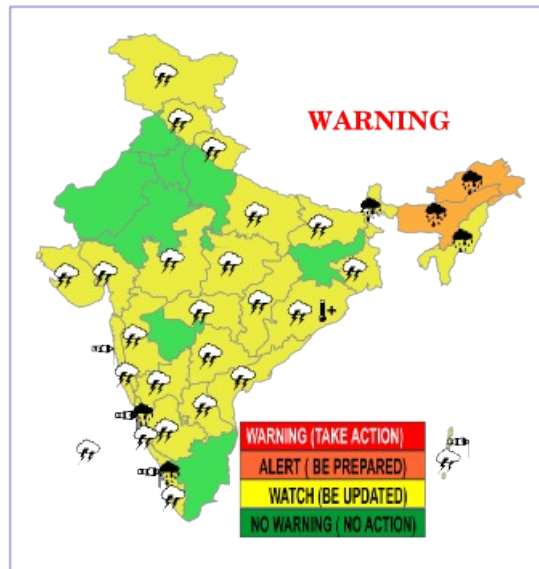 WARNING
WARNING (TAKE ACTION)
ALERT ( BE PREPARED)
WATCH (BE UPDATED)
NO WARNING ( NO ACTION)